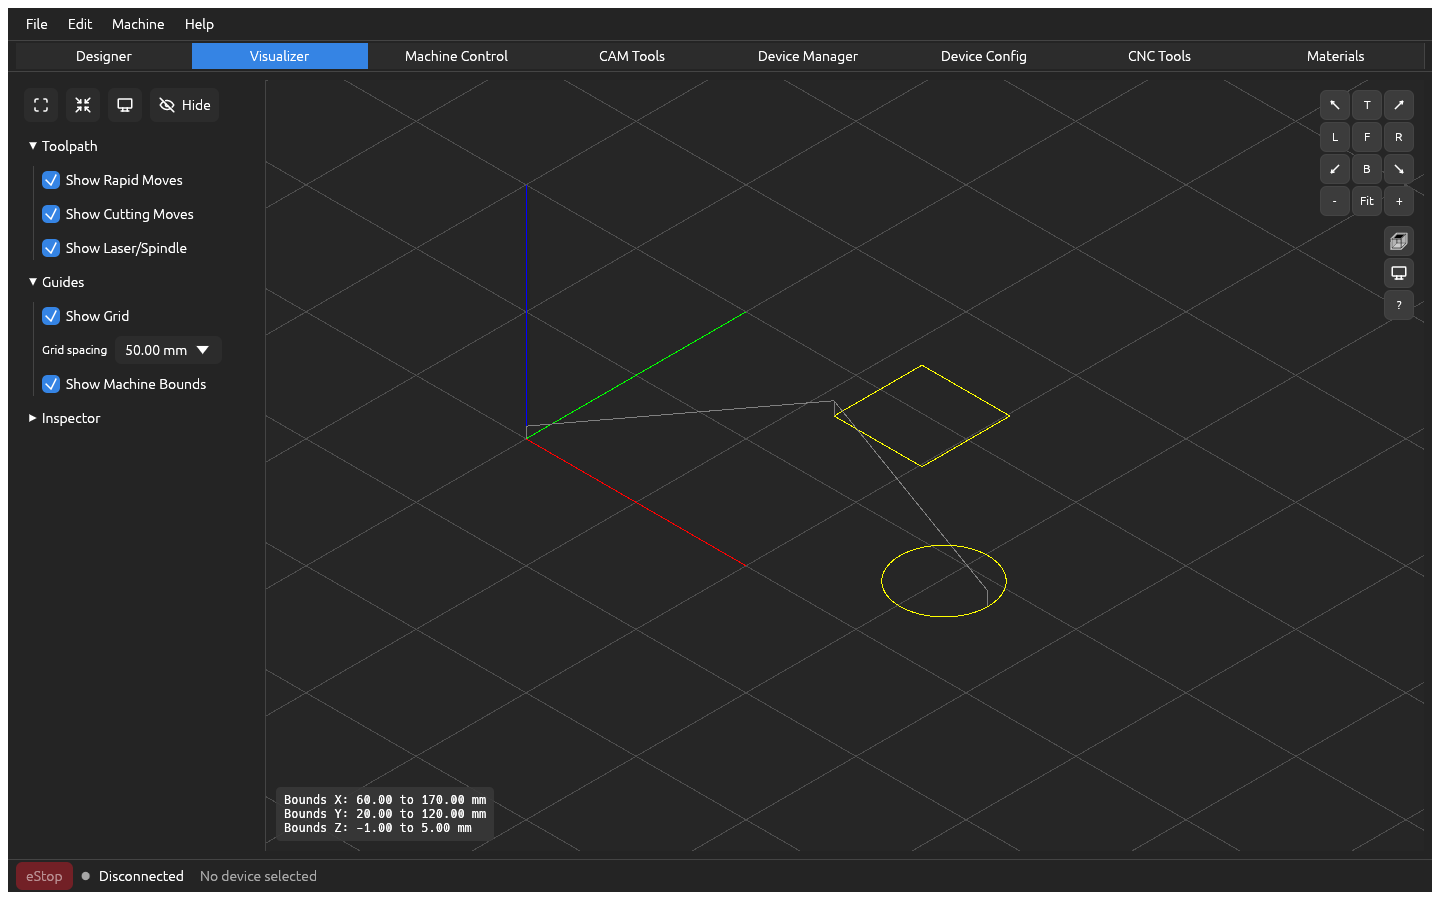 File Edit Machine Help
Designer Visualizer Machine Control CAM Tools Device Manager Device Config CNC Tools Materials
Hide
Toolpath
Show Rapid Moves
Show Cutting Moves
Show Laser/Spindle
Guides
Show Grid
Grid spacing 50.00 mm
Show Machine Bounds
Inspector
T
L F R
B
- Fit +
?
Bounds X: 60.00 to 170.00 mm
Bounds Y: 20.00 to 120.00 mm
Bounds Z: -1.00 to 5.00 mm
eStop Disconnected No device selected